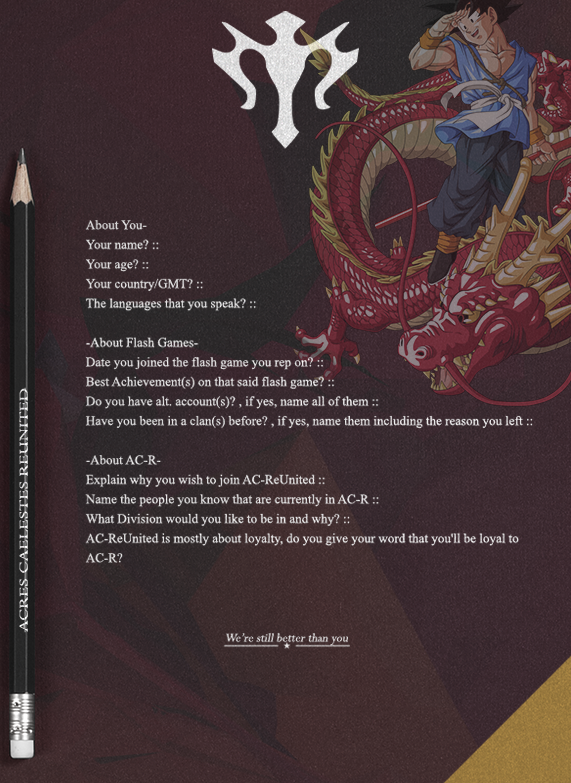 About You-
Your name? ::
Your age? ::
Your country/GMT? ::
The languages that you speak? ::
-About Flash Games-
Date you joined the flash game you rep on? ::
Best Achievement(s) on that said flash game? ::
Do you have alt. account(s)? , if yes, name all of them ::
Have you been in a clan(s) before? , if yes, name them including the reason you left ::
-About AC-R-
Explain why you wish to join AC-ReUnited ::
Name the people you know that are currently in AC-R ::
What Division would you like to be in and why? ::
AC-ReUnited is mostly about loyalty, do you give your word that you'll be loyal to
AC-R?
ACRES CAELESTES REUNITED
We're still better than you